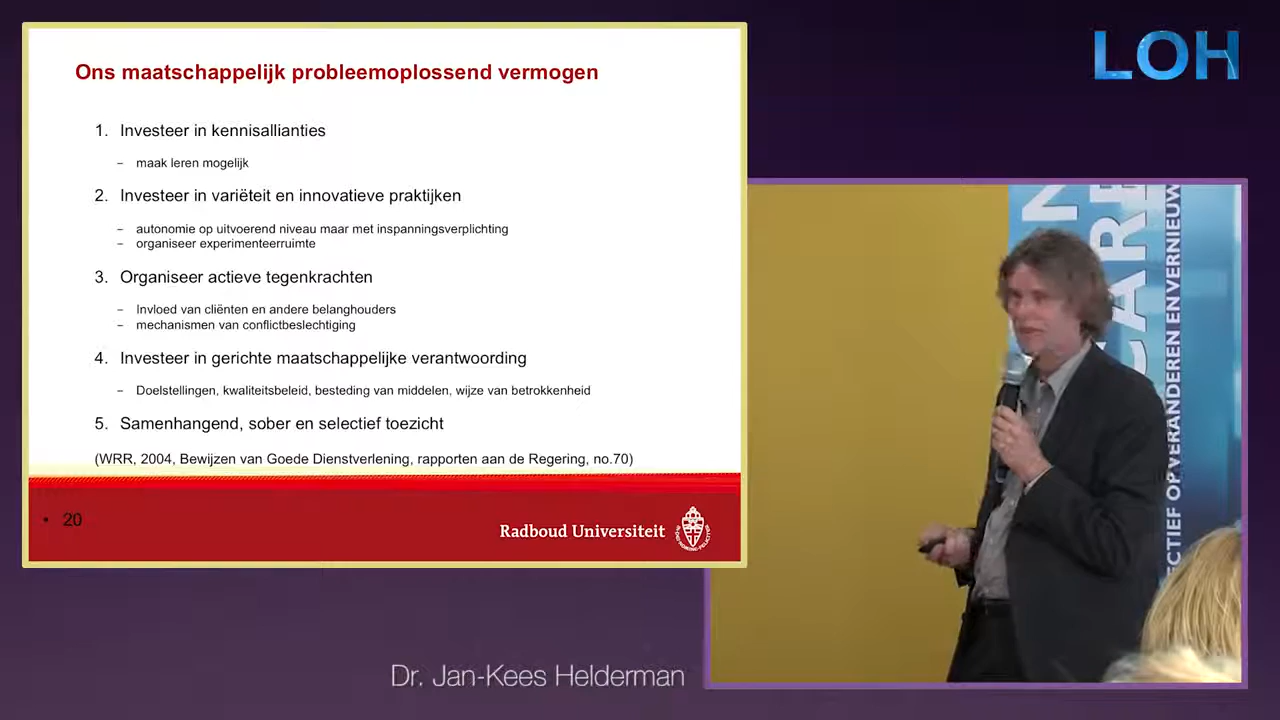 Ons maatschappelijk probleemoplossend vermogen
1. Investeer in kennisallianties
– maak leren mogelijk
2. Investeer in variëteit en innovatieve praktijken
– autonomie op uitvoerend niveau maar met inspanningsverplichting
– organiseer experimenteerruimte
3. Organiseer actieve tegenkrachten
– Invloed van cliënten en andere belanghouders
– mechanismen van conflictbeslechtiging
4. Investeer in gerichte maatschappelijke verantwoording
– Doelstellingen, kwaliteitsbeleid, besteding van middelen, wijze van betrokkenheid
5. Samenhangend, sober en selectief toezicht
(WRR, 2004, Bewijzen van Goede Dienstverlening, rapporten aan de Regering, no.70)
• 20
Radboud Universiteit
LOH
OP VERANDEREN EN VERNIEUW
Dr. Jan-Kees Helderman